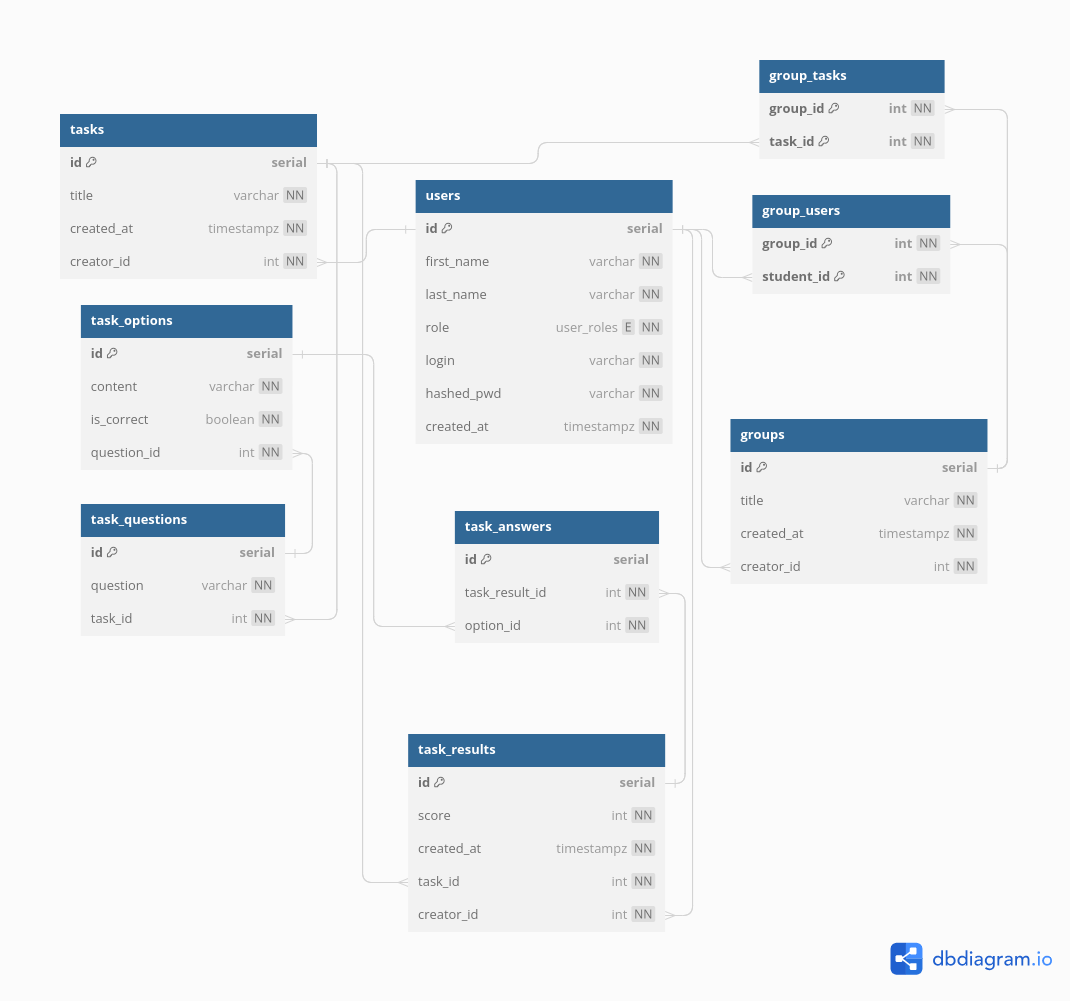 group_tasks
group_id int NN
task_id int NN
tasks
id serial
title varchar NN
created_at timestampz NN
creator_id int NN
users
id serial
first_name varchar NN
last_name varchar NN
role user_roles E NN
login varchar NN
hashed_pwd varchar NN
created_at timestampz NN
group_users
group_id int NN
student_id int NN
task_options
id serial
content varchar NN
is_correct boolean NN
question_id int NN
groups
id serial
title varchar NN
created_at timestampz NN
creator_id int NN
task_questions
id serial
question varchar NN
task_id int NN
task_answers
id serial
task_result_id int NN
option_id int NN
task_results
id serial
score int NN
created_at timestampz NN
task_id int NN
creator_id int NN
dbdiagram.io